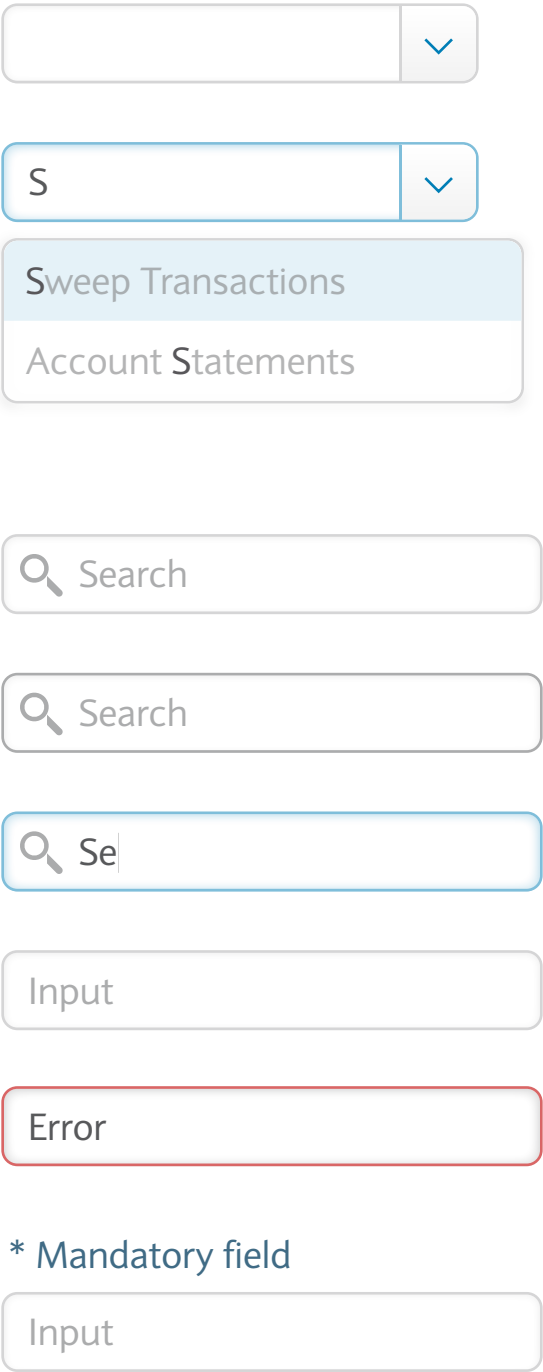 S
Sweep Transactions
Account Statements
Search
Search
Se
Input
Error
* Mandatory field
Input